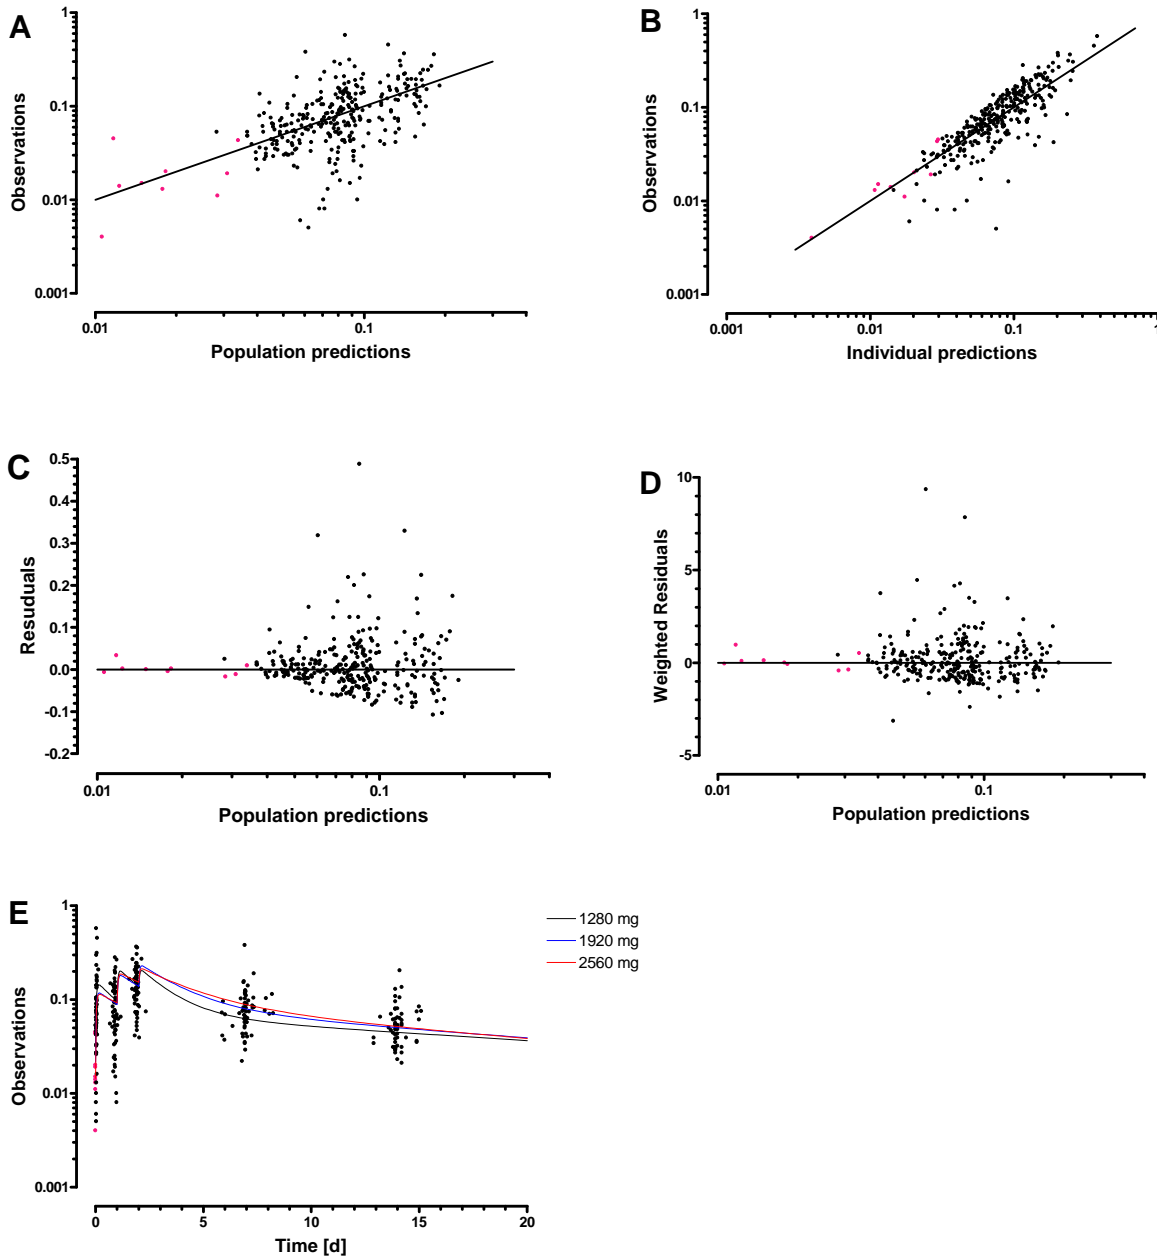 A
Observations
1
0.1
0.01
0.001
0.01
0.1
Population predictions
B
Observations
1
0.1
0.01
0.001
0.001
0.01
0.1
1
Individual predictions
C
Resuduals
0.5
0.4
0.3
0.2
0.1
0.0
-0.1
-0.2
0.01
0.1
Population predictions
D
Weighted Residuals
10
5
0
-5
0.01
0.1
Population predictions
E
Observations
1
0.1
0.01
0.001
0
5
10
15
20
Time [d]
1280 mg
1920 mg
2560 mg